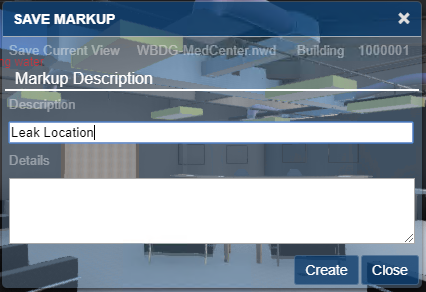 SAVE MARKUP ×
Save Current View WBDG-MedCenter.nwd Building 1000001
Markup Description
Description
Leak Location
Details
Create Close